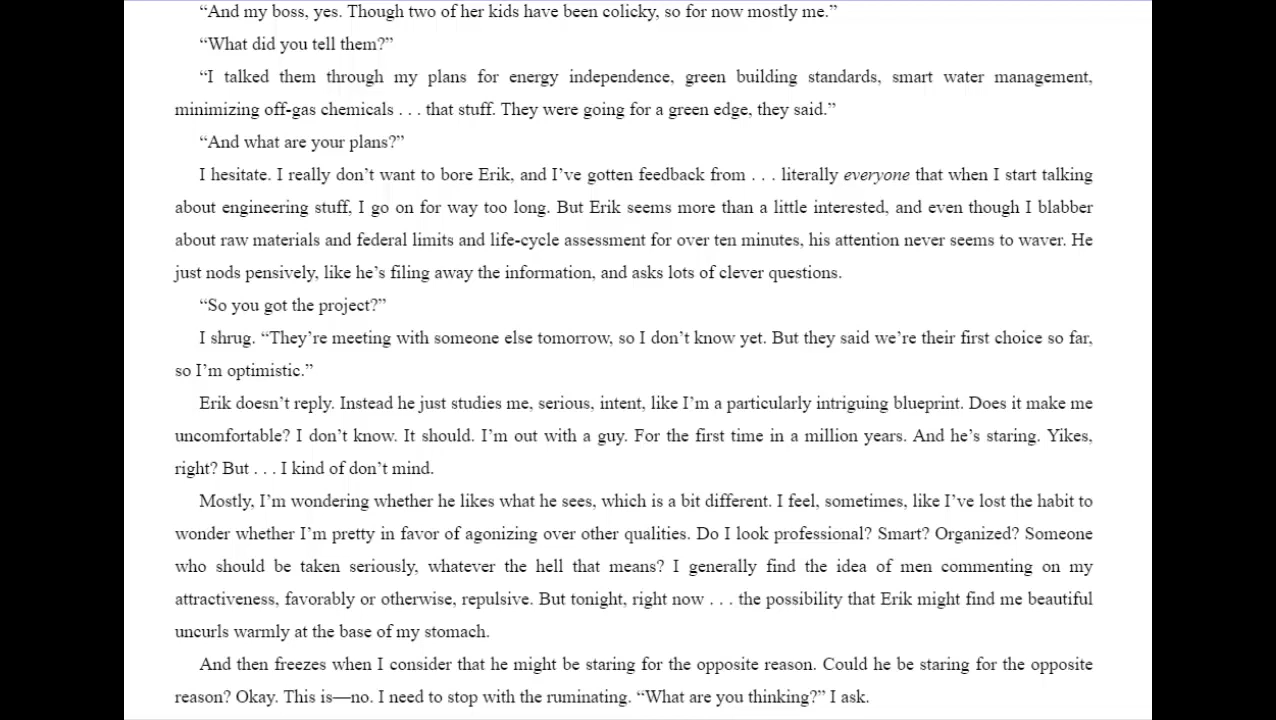 “And my boss, yes. Though two of her kids have been colicky, so for now mostly me.”
“What did you tell them?”
“I talked them through my plans for energy independence, green building standards, smart water management,
minimizing off-gas chemicals . . . that stuff. They were going for a green edge, they said.”
“And what are your plans?”
I hesitate. I really don’t want to bore Erik, and I’ve gotten feedback from . . . literally everyone that when I start talking
about engineering stuff, I go on for way too long. But Erik seems more than a little interested, and even though I blabber
about raw materials and federal limits and life-cycle assessment for over ten minutes, his attention never seems to waver. He
just nods pensively, like he’s filing away the information, and asks lots of clever questions.
“So you got the project?”
I shrug. “They’re meeting with someone else tomorrow, so I don’t know yet. But they said we’re their first choice so far,
so I’m optimistic.”
Erik doesn’t reply. Instead he just studies me, serious, intent, like I’m a particularly intriguing blueprint. Does it make me
uncomfortable? I don’t know. It should. I’m out with a guy. For the first time in a million years. And he’s staring. Yikes,
right? But . . . I kind of don’t mind.
Mostly, I’m wondering whether he likes what he sees, which is a bit different. I feel, sometimes, like I’ve lost the habit to
wonder whether I’m pretty in favor of agonizing over other qualities. Do I look professional? Smart? Organized? Someone
who should be taken seriously, whatever the hell that means? I generally find the idea of men commenting on my
attractiveness, favorably or otherwise, repulsive. But tonight, right now . . . the possibility that Erik might find me beautiful
uncurls warmly at the base of my stomach.
And then freezes when I consider that he might be staring for the opposite reason. Could he be staring for the opposite
reason? Okay. This is—no. I need to stop with the ruminating. “What are you thinking?” I ask.